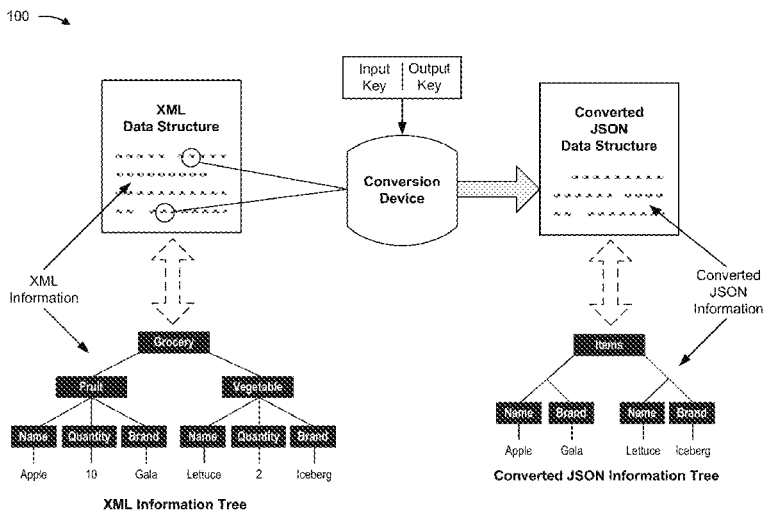 100
Input Key
Output Key
XML
Data Structure
Conversion
Device
Converted
JSON
Data Structure
XML
Information
Converted
JSON
Information
Grocery
Fruit
Vegetable
Name
Quantity
Brand
Name
Quantity
Brand
Apple
10
Gala
Lettuce
2
Iceberg
XML Information Tree
Items
Name
Brand
Name
Brand
Apple
Gala
Lettuce
Iceberg
Converted JSON Information Tree